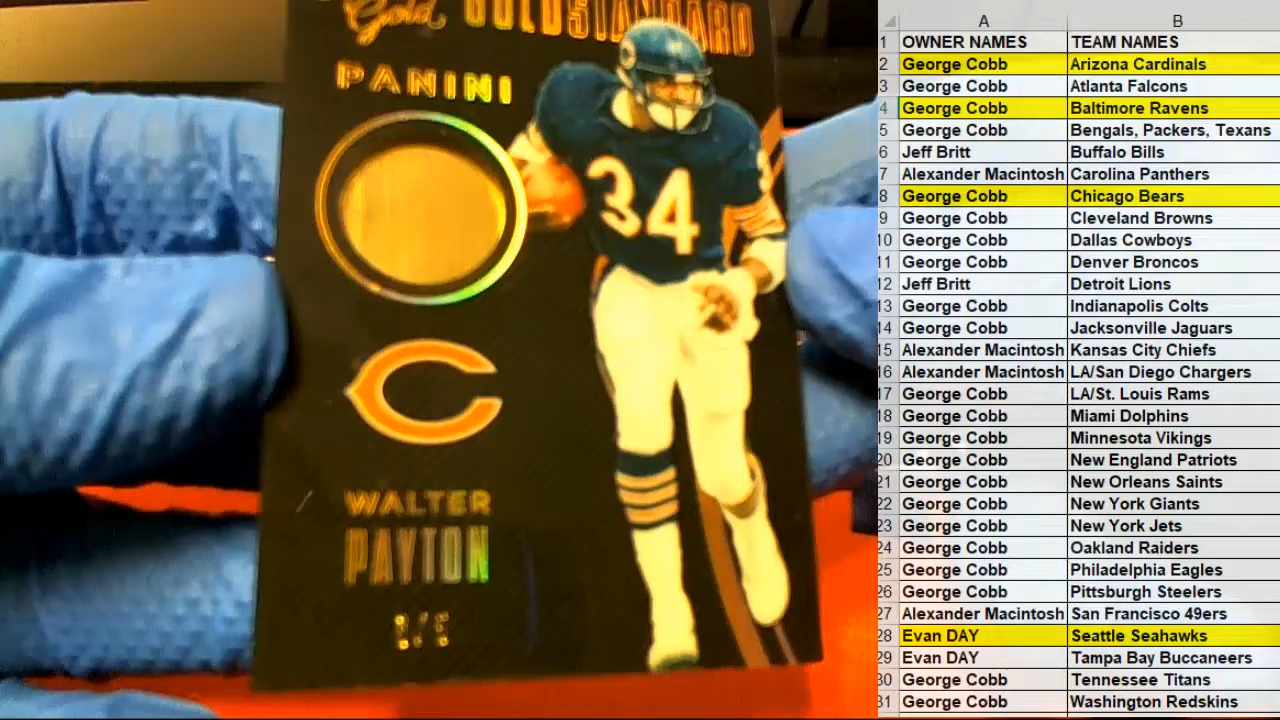 Gold GOLD STANDARD
PANINI
34
WALTER
PAYTON
A B
1 OWNER NAMES TEAM NAMES
2 George Cobb Arizona Cardinals
3 George Cobb Atlanta Falcons
4 George Cobb Baltimore Ravens
5 George Cobb Bengals, Packers, Texans
6 Jeff Britt Buffalo Bills
7 Alexander Macintosh Carolina Panthers
8 George Cobb Chicago Bears
9 George Cobb Cleveland Browns
10 George Cobb Dallas Cowboys
11 George Cobb Denver Broncos
12 Jeff Britt Detroit Lions
13 George Cobb Indianapolis Colts
14 George Cobb Jacksonville Jaguars
15 Alexander Macintosh Kansas City Chiefs
16 Alexander Macintosh LA/San Diego Chargers
17 George Cobb LA/St. Louis Rams
18 George Cobb Miami Dolphins
19 George Cobb Minnesota Vikings
20 George Cobb New England Patriots
21 George Cobb New Orleans Saints
22 George Cobb New York Giants
23 George Cobb New York Jets
24 George Cobb Oakland Raiders
25 George Cobb Philadelphia Eagles
26 George Cobb Pittsburgh Steelers
27 Alexander Macintosh San Francisco 49ers
28 Evan DAY Seattle Seahawks
29 Evan DAY Tampa Bay Buccaneers
30 George Cobb Tennessee Titans
31 George Cobb Washington Redskins